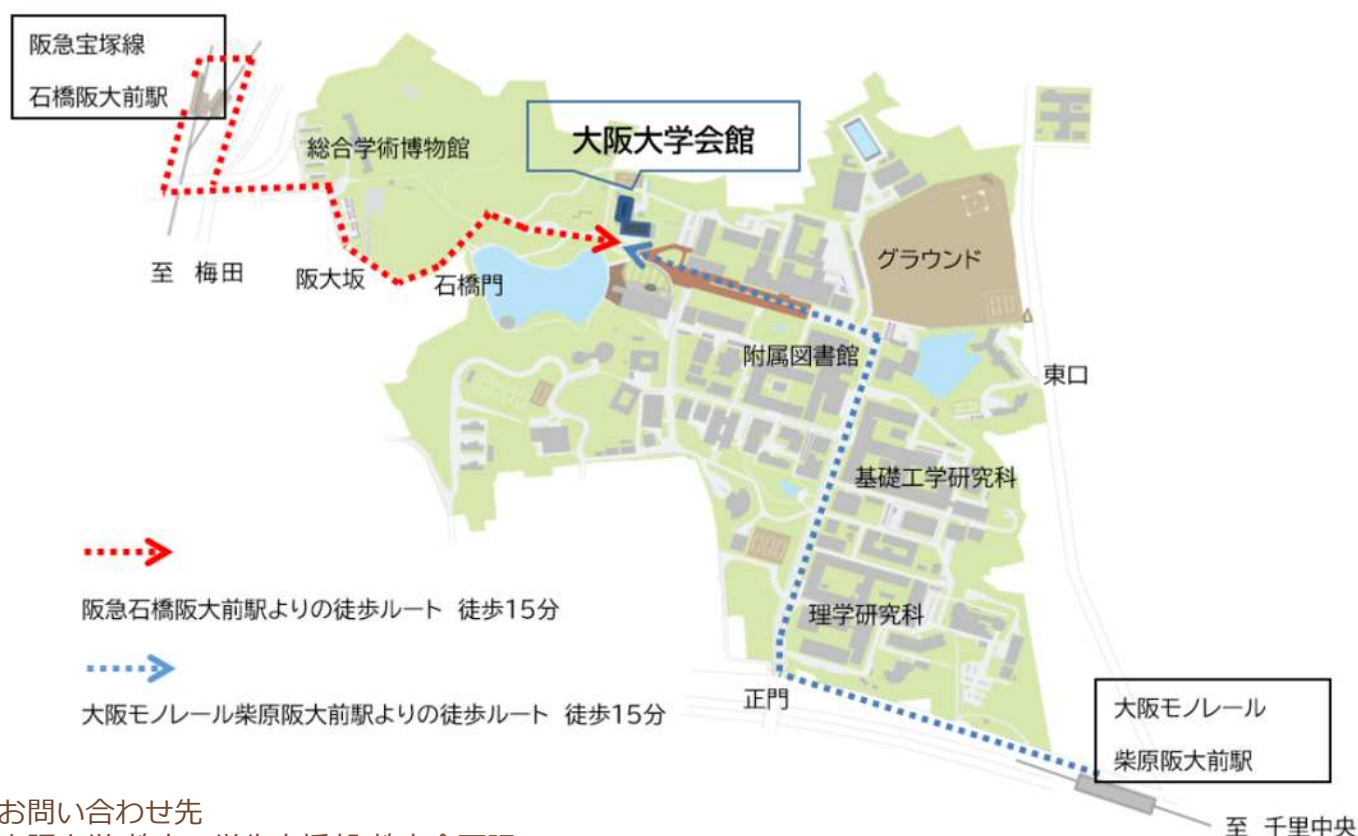 阪急宝塚線
石橋阪大前駅
総合学術博物館
大阪大学会館
グラウンド
至 梅田
阪大坂
石橋門
附属図書館
東口
基礎工学研究科
阪急石橋阪大前駅よりの徒歩ルート 徒歩15分
理学研究科
正門
大阪モノレール柴原阪大前駅よりの徒歩ルート 徒歩15分
大阪モノレール
柴原阪大前駅
お問い合わせ先
至 千里中央